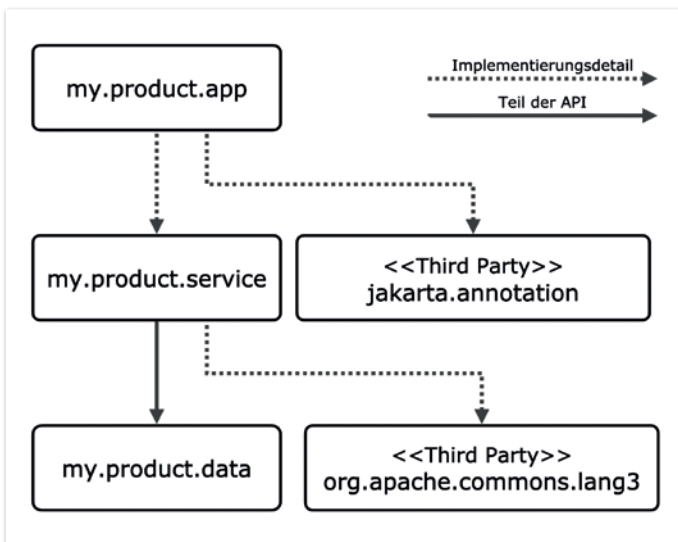 my.product.app
Implementierungsdetail
Teil der API
my.product.service
<<Third Party>>
jakarta.annotation
my.product.data
<<Third Party>>
org.apache.commons.lang3